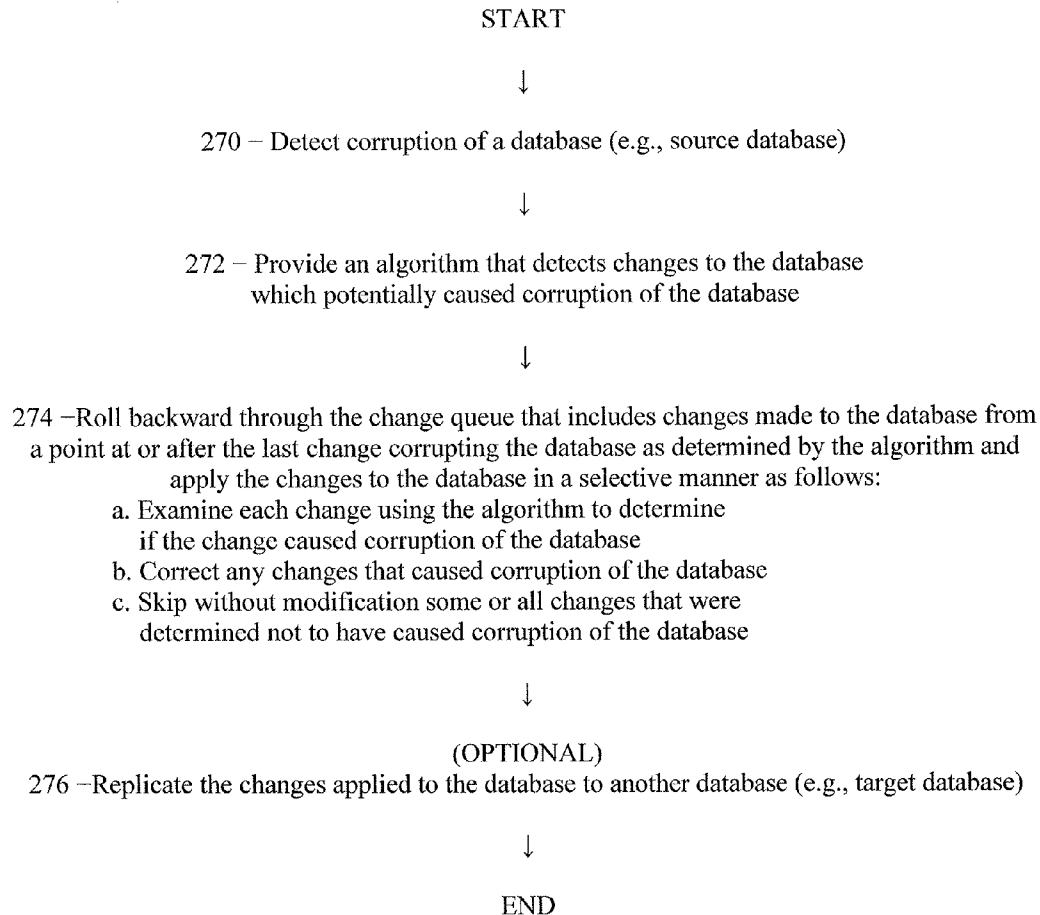 START
↓
270 – Detect corruption of a database (e.g., source database)
↓
272 – Provide an algorithm that detects changes to the database
which potentially caused corruption of the database
↓
274 –Roll backward through the change queue that includes changes made to the database from
a point at or after the last change corrupting the database as determined by the algorithm and
apply the changes to the database in a selective manner as follows:
a. Examine each change using the algorithm to determine
if the change caused corruption of the database
b. Correct any changes that caused corruption of the database
c. Skip without modification some or all changes that were
determined not to have caused corruption of the database
↓
(OPTIONAL)
276 –Replicate the changes applied to the database to another database (e.g., target database)
↓
END